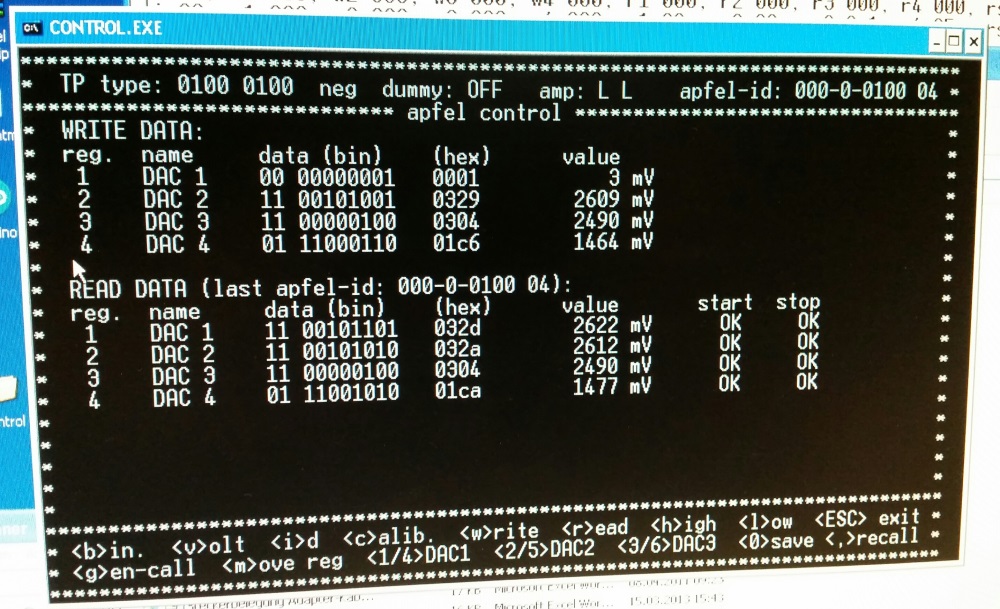 CONTROL.EXE
****************************************
* TP type: 0100 0100 neg dummy: OFF amp: L L apfel-id: 000-0-0100 04 *
**************************** apfel control ****************************
* WRITE DATA: *
* reg. name data (bin) (hex) value *
* 1 DAC 1 00 00000001 0001 3 mV *
* 2 DAC 2 11 00101001 0329 2609 mV *
* 3 DAC 3 11 00000100 0304 2490 mV *
* 4 DAC 4 01 11000110 01c6 1464 mV *
* *
* READ DATA (last apfel-id: 000-0-0100 04): *
* reg. name data (bin) (hex) value start stop *
* 1 DAC 1 11 00101101 032d 2622 mV OK OK *
* 2 DAC 2 11 00101010 032a 2612 mV OK OK *
* 3 DAC 3 11 00000100 0304 2490 mV OK OK *
* 4 DAC 4 01 11001010 01ca 1477 mV OK OK *
****************************************
* <b>in. <v>olt <i>d <c>alib. <w>rite <r>ead <h>igh <l>ow <ESC> exit *
* <g>en-call <m>ove reg <1/4>DAC1 <2/5>DAC2 <3/6>DAC3 <0>save <,>recall *
****************************************